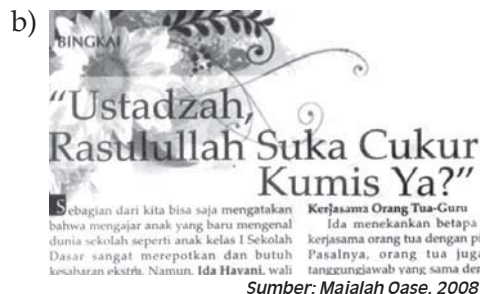 b)
BINGKAI
“Ustadzah,
Rasulullah Suka Cukur
Kumis Ya?”
Sebagian dari kita bisa saja mengatakan
bahwa mengajar anak yang baru mengenal
dunia sekolah seperti anak kelas I Sekolah
Dasar sangat merepotkan dan butuh
kesabaran ekstra. Namun, Ida Hayani, wali
Kerjasama Orang Tua-Guru
Ida menekankan betapa
kerjasama orang tua dengan pi
Pasalnya, orang tua juga
tanggungjawab yang sama der
Sumber: Majalah Oase, 2008